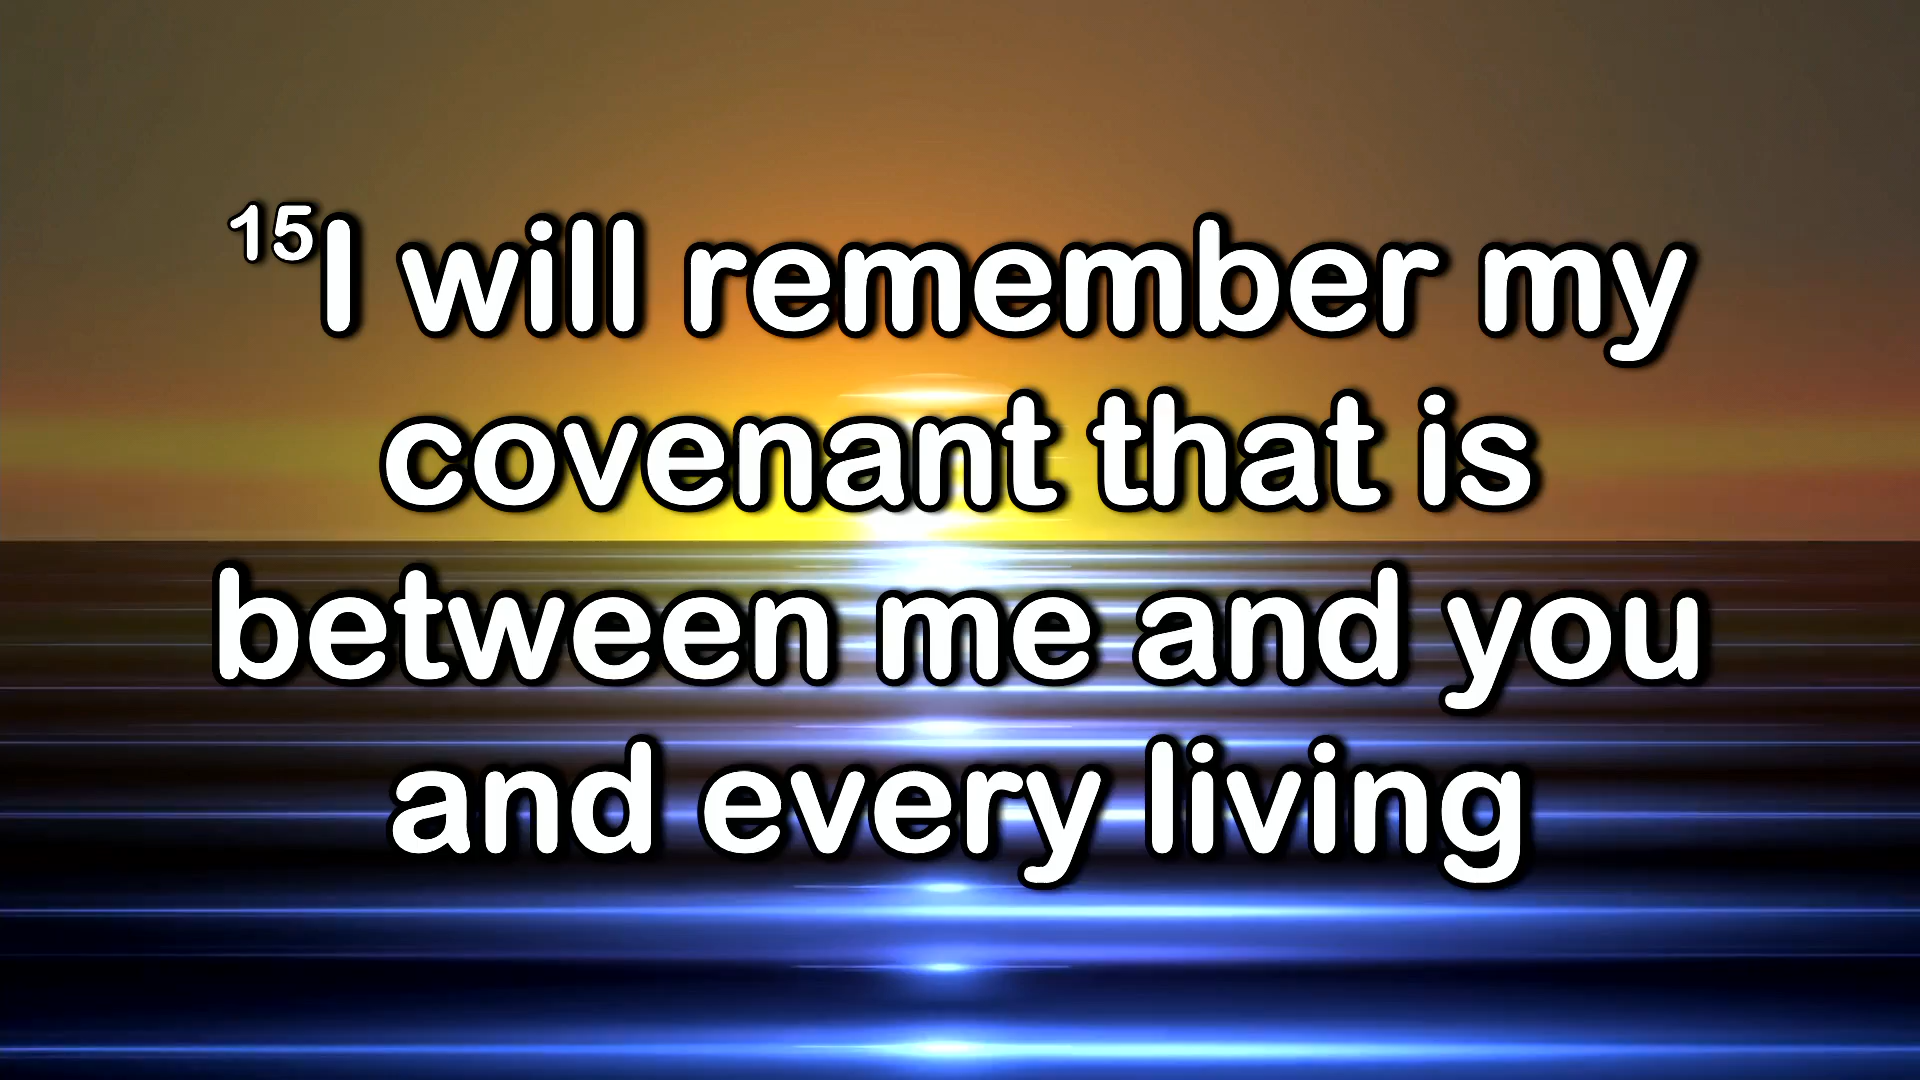 15I will remember my
covenant that is
between me and you
and every living